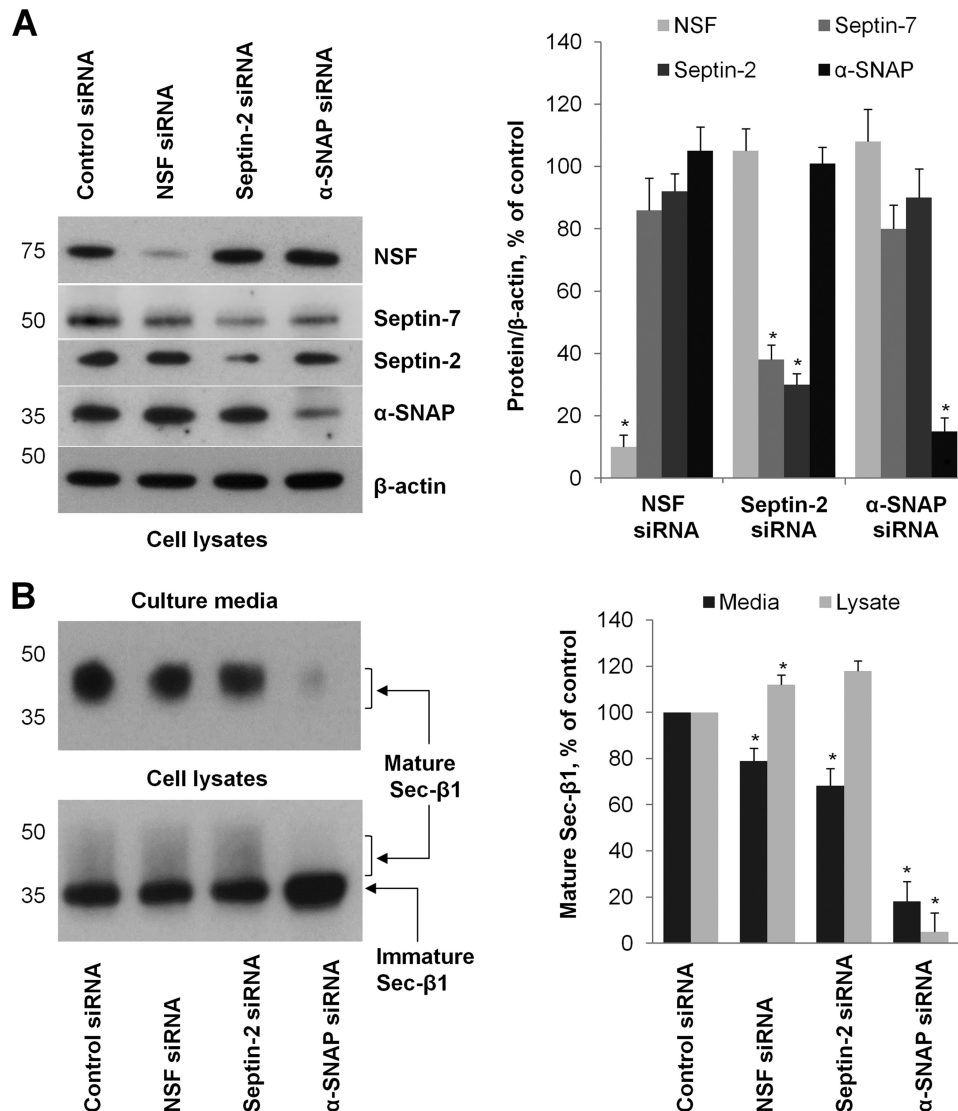 A
Control siRNA
NSF siRNA
Septin-2 siRNA
α-SNAP siRNA
75
NSF
50
Septin-7
Septin-2
35
α-SNAP
50
β-actin
Cell lysates
NSF
Septin-7
Septin-2
α-SNAP
Protein/β-actin, % of control
140
120
100
80
60
40
20
0
*
*
*
*
NSF
siRNA
Septin-2
siRNA
α-SNAP
siRNA
B
Culture media
50
35
Mature
Sec-β1
Cell lysates
50
35
Immature
Sec-β1
Control siRNA
NSF siRNA
Septin-2 siRNA
α-SNAP siRNA
Media
Lysate
Mature Sec-β1, % of control
140
120
100
80
60
40
20
0
*
*
*
*
*
Control siRNA
NSF siRNA
Septin-2 siRNA
α-SNAP siRNA